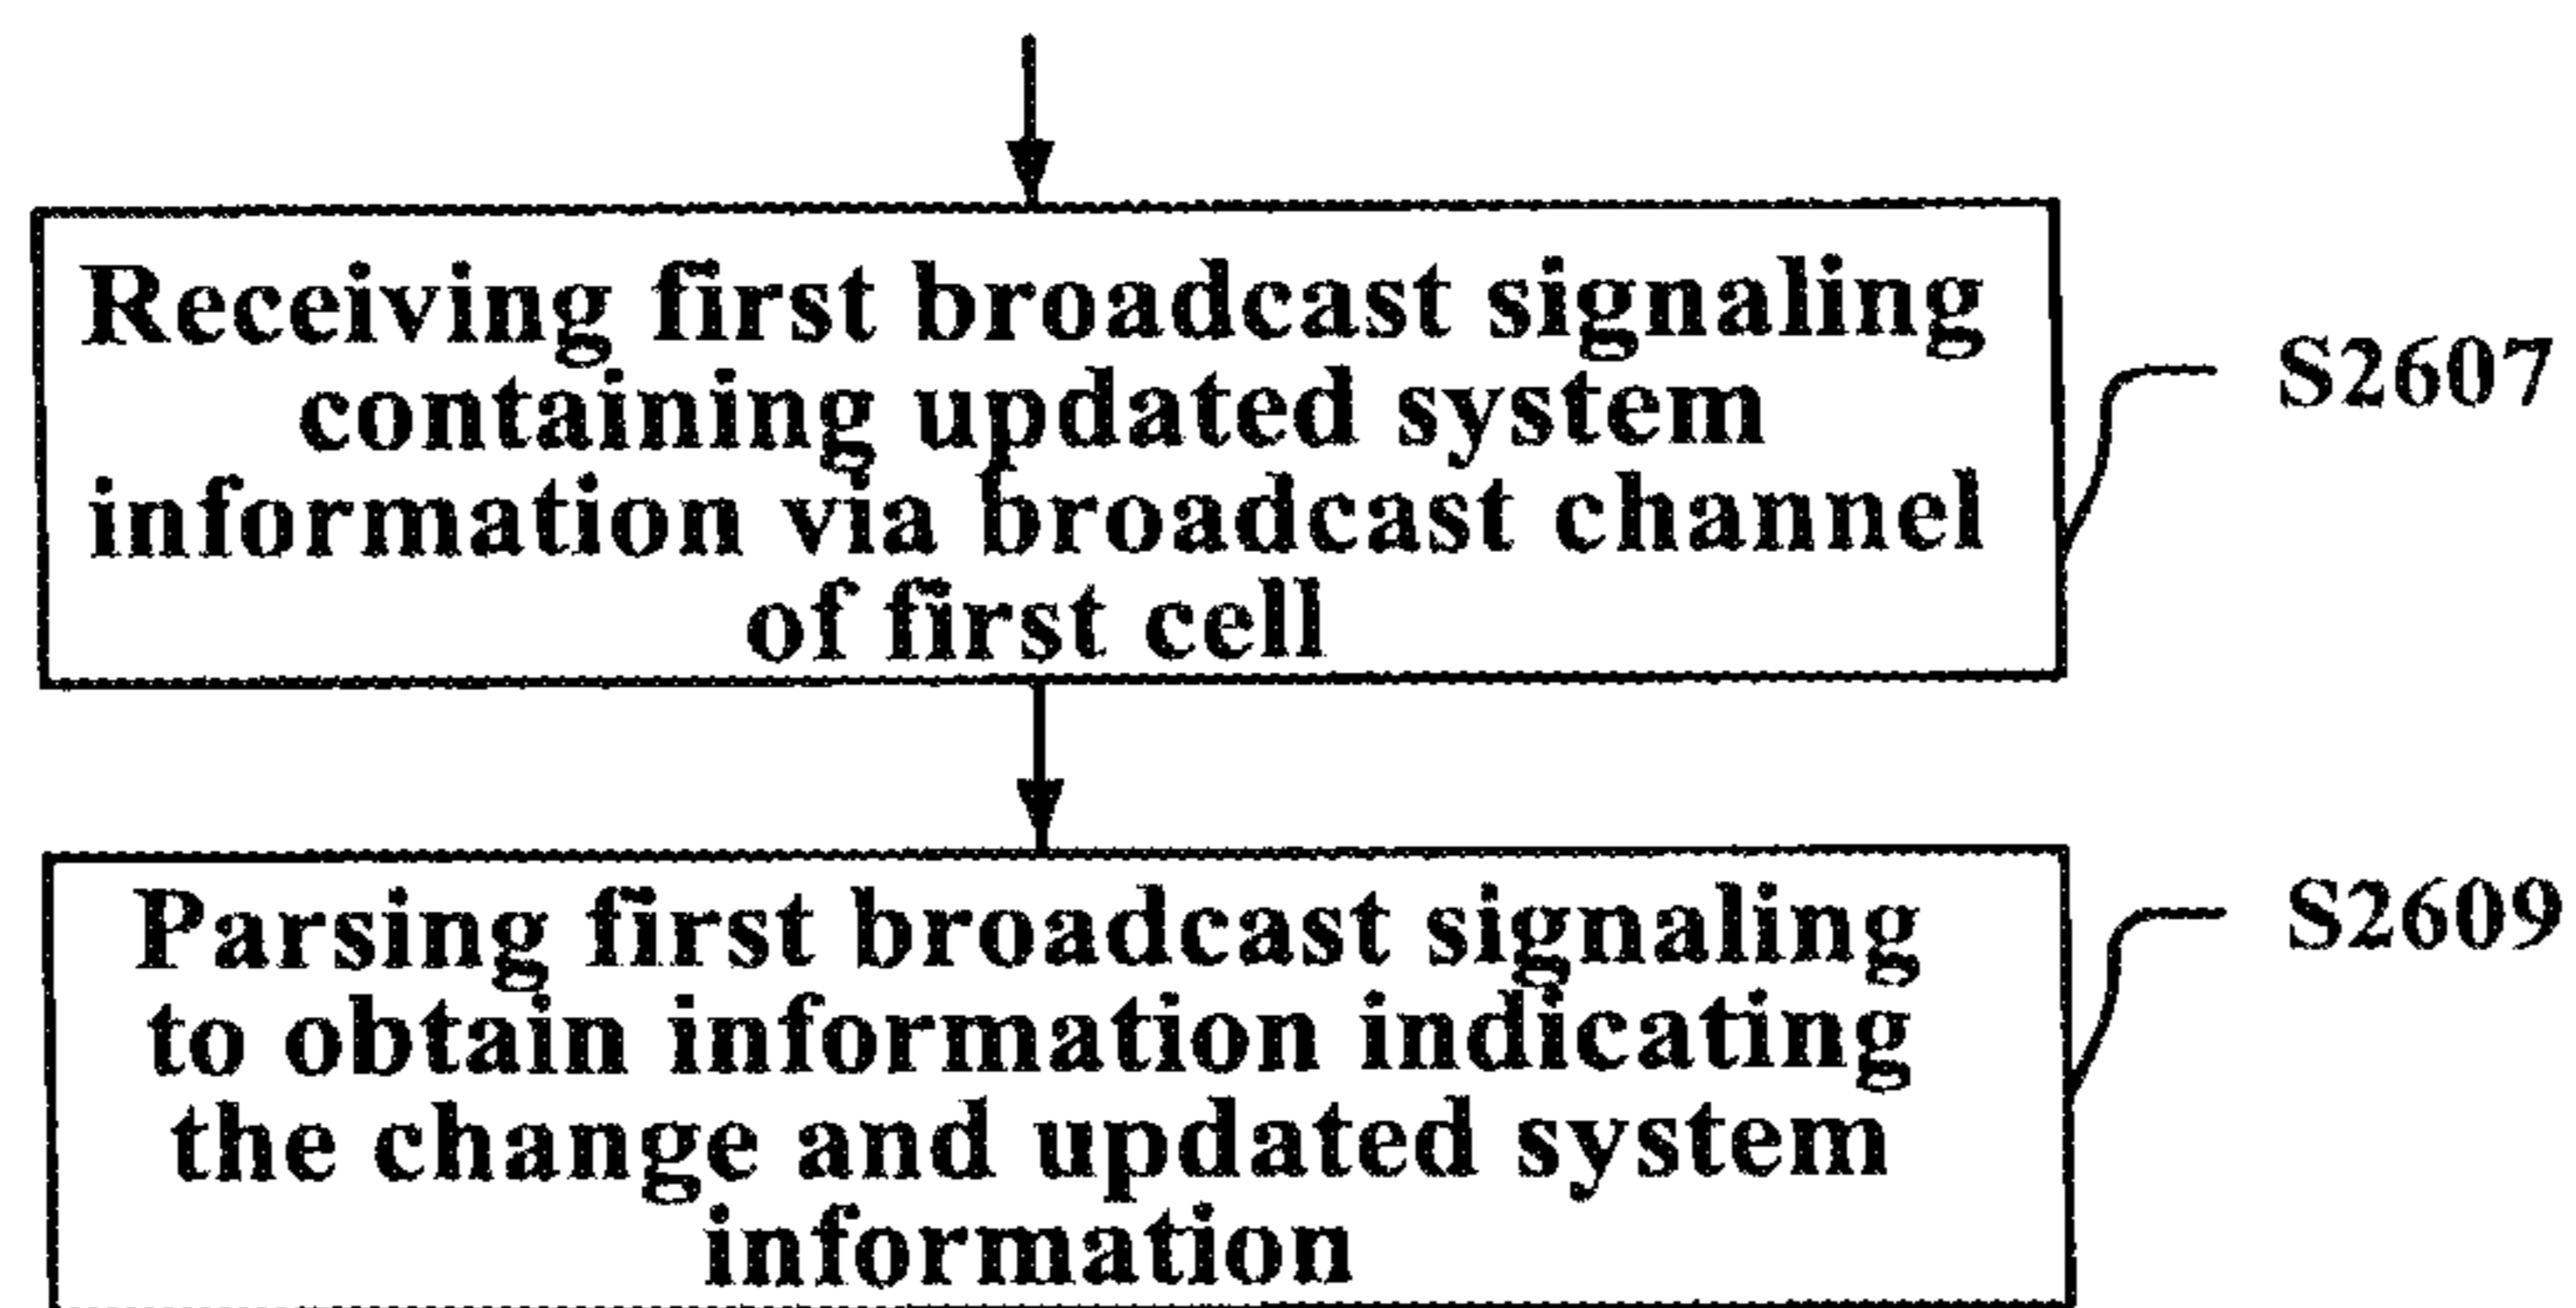 Receiving first broadcast signaling
containing updated system
information via broadcast channel
of first cell
S2607
Parsing first broadcast signaling
to obtain information indicating
the change and updated system
information
S2609